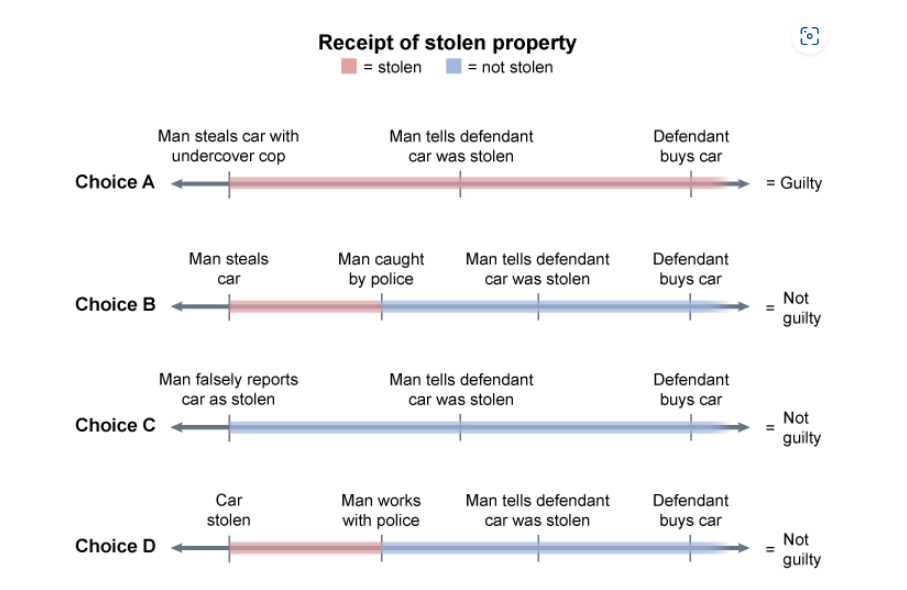 Receipt of stolen property
= stolen = not stolen
Man steals car with
undercover cop
Man tells defendant
car was stolen
Defendant
buys car
Choice A
= Guilty
Man steals
car
Man caught
by police
Man tells defendant
car was stolen
Defendant
buys car
Choice B
= Not
guilty
Man falsely reports
car as stolen
Man tells defendant
car was stolen
Defendant
buys car
Choice C
= Not
guilty
Car
stolen
Man works
with police
Man tells defendant
car was stolen
Defendant
buys car
Choice D
= Not
guilty